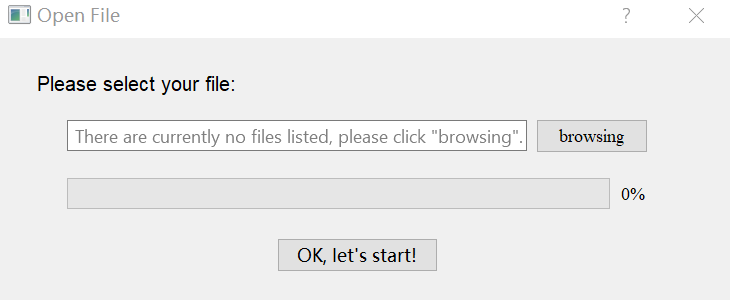 Open File
?
Please select your file:
There are currently no files listed, please click "browsing".
browsing
0%
OK, let's start!